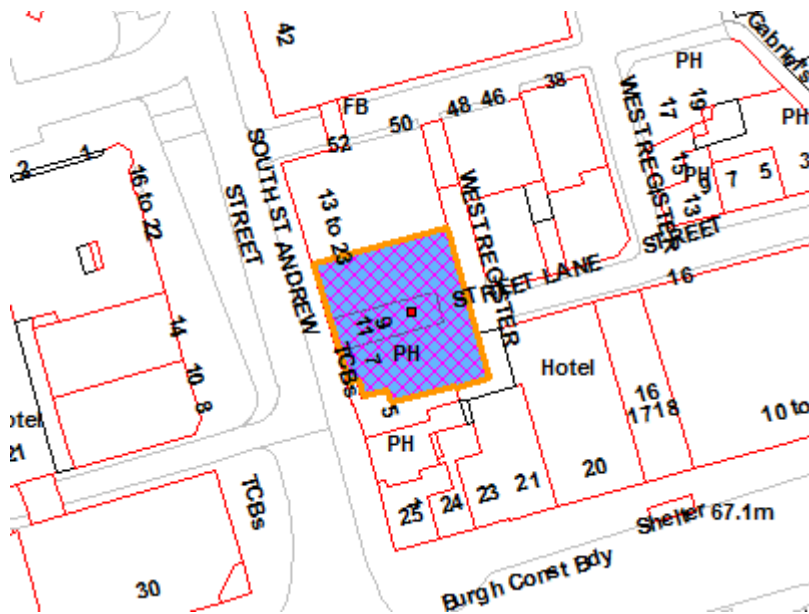 42
FB
38
48 46
50
52
PH
Gabriel's
17
19
PH
WEST REGISTER
15
PH
9
7
5
3
13
STREET
2
1
16 to 22
STREET
SOUTH ST ANDREW
13 to 23
WEST REGISTER
STREET LANE
16
14
10
8
11
9
7
PH
TCBs
5
PH
Hotel
16
17 18
10 to
otel
21
TCBs
25
1
24
23
21
20
Shelter
67.1m
30
Burgh Const Bdy